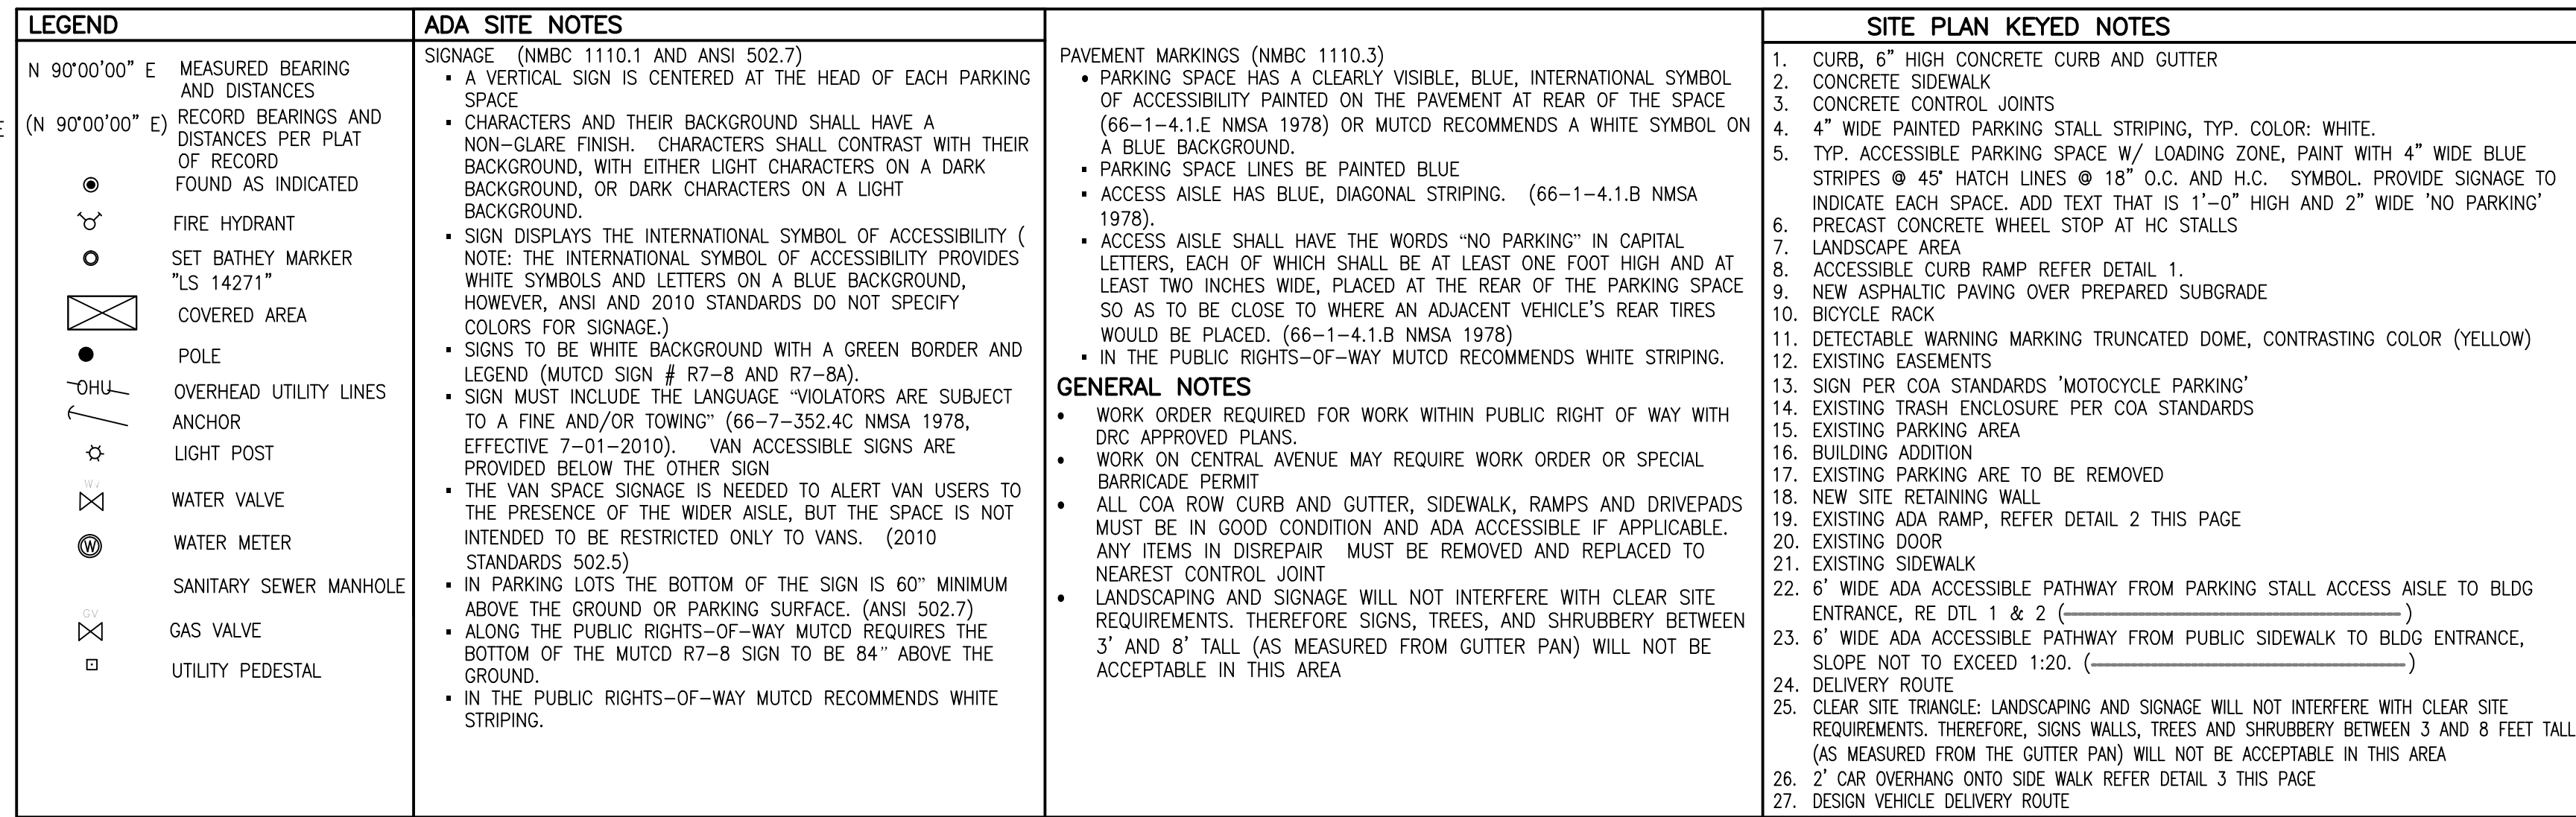 LEGEND
N 90°00'00" E MEASURED BEARING
AND DISTANCES
(N 90°00'00" E) RECORD BEARINGS AND
DISTANCES PER PLAT
OF RECORD
FOUND AS INDICATED
FIRE HYDRANT
SET BATHEY MARKER
"LS 14271"
COVERED AREA
POLE
OHU OVERHEAD UTILITY LINES
ANCHOR
LIGHT POST
WV
WATER VALVE
W WATER METER
SANITARY SEWER MANHOLE
GV
GAS VALVE
UTILITY PEDESTAL
E
ADA SITE NOTES
SIGNAGE (NMBC 1110.1 AND ANSI 502.7)
▪ A VERTICAL SIGN IS CENTERED AT THE HEAD OF EACH PARKING
SPACE
▪ CHARACTERS AND THEIR BACKGROUND SHALL HAVE A
NON-GLARE FINISH. CHARACTERS SHALL CONTRAST WITH THEIR
BACKGROUND, WITH EITHER LIGHT CHARACTERS ON A DARK
BACKGROUND, OR DARK CHARACTERS ON A LIGHT
BACKGROUND.
▪ SIGN DISPLAYS THE INTERNATIONAL SYMBOL OF ACCESSIBILITY (
NOTE: THE INTERNATIONAL SYMBOL OF ACCESSIBILITY PROVIDES
WHITE SYMBOLS AND LETTERS ON A BLUE BACKGROUND,
HOWEVER, ANSI AND 2010 STANDARDS DO NOT SPECIFY
COLORS FOR SIGNAGE.)
▪ SIGNS TO BE WHITE BACKGROUND WITH A GREEN BORDER AND
LEGEND (MUTCD SIGN # R7-8 AND R7-8A).
▪ SIGN MUST INCLUDE THE LANGUAGE “VIOLATORS ARE SUBJECT
TO A FINE AND/OR TOWING” (66-7-352.4C NMSA 1978,
EFFECTIVE 7-01-2010). VAN ACCESSIBLE SIGNS ARE
PROVIDED BELOW THE OTHER SIGN
▪ THE VAN SPACE SIGNAGE IS NEEDED TO ALERT VAN USERS TO
THE PRESENCE OF THE WIDER AISLE, BUT THE SPACE IS NOT
INTENDED TO BE RESTRICTED ONLY TO VANS. (2010
STANDARDS 502.5)
▪ IN PARKING LOTS THE BOTTOM OF THE SIGN IS 60” MINIMUM
ABOVE THE GROUND OR PARKING SURFACE. (ANSI 502.7)
▪ ALONG THE PUBLIC RIGHTS-OF-WAY MUTCD REQUIRES THE
BOTTOM OF THE MUTCD R7-8 SIGN TO BE 84” ABOVE THE
GROUND.
▪ IN THE PUBLIC RIGHTS-OF-WAY MUTCD RECOMMENDS WHITE
STRIPING.
PAVEMENT MARKINGS (NMBC 1110.3)
• PARKING SPACE HAS A CLEARLY VISIBLE, BLUE, INTERNATIONAL SYMBOL
OF ACCESSIBILITY PAINTED ON THE PAVEMENT AT REAR OF THE SPACE
(66-1-4.1.E NMSA 1978) OR MUTCD RECOMMENDS A WHITE SYMBOL ON
A BLUE BACKGROUND.
▪ PARKING SPACE LINES BE PAINTED BLUE
▪ ACCESS AISLE HAS BLUE, DIAGONAL STRIPING. (66-1-4.1.B NMSA
1978).
▪ ACCESS AISLE SHALL HAVE THE WORDS “NO PARKING” IN CAPITAL
LETTERS, EACH OF WHICH SHALL BE AT LEAST ONE FOOT HIGH AND AT
LEAST TWO INCHES WIDE, PLACED AT THE REAR OF THE PARKING SPACE
SO AS TO BE CLOSE TO WHERE AN ADJACENT VEHICLE'S REAR TIRES
WOULD BE PLACED. (66-1-4.1.B NMSA 1978)
▪ IN THE PUBLIC RIGHTS-OF-WAY MUTCD RECOMMENDS WHITE STRIPING.
GENERAL NOTES
• WORK ORDER REQUIRED FOR WORK WITHIN PUBLIC RIGHT OF WAY WITH
DRC APPROVED PLANS.
• WORK ON CENTRAL AVENUE MAY REQUIRE WORK ORDER OR SPECIAL
BARRICADE PERMIT
• ALL COA ROW CURB AND GUTTER, SIDEWALK, RAMPS AND DRIVEPADS
MUST BE IN GOOD CONDITION AND ADA ACCESSIBLE IF APPLICABLE.
ANY ITEMS IN DISREPAIR MUST BE REMOVED AND REPLACED TO
NEAREST CONTROL JOINT
• LANDSCAPING AND SIGNAGE WILL NOT INTERFERE WITH CLEAR SITE
REQUIREMENTS. THEREFORE SIGNS, TREES, AND SHRUBBERY BETWEEN
3' AND 8' TALL (AS MEASURED FROM GUTTER PAN) WILL NOT BE
ACCEPTABLE IN THIS AREA
SITE PLAN KEYED NOTES
1. CURB, 6" HIGH CONCRETE CURB AND GUTTER
2. CONCRETE SIDEWALK
3. CONCRETE CONTROL JOINTS
4. 4" WIDE PAINTED PARKING STALL STRIPING, TYP. COLOR: WHITE.
5. TYP. ACCESSIBLE PARKING SPACE W/ LOADING ZONE, PAINT WITH 4" WIDE BLUE
STRIPES @ 45° HATCH LINES @ 18" O.C. AND H.C. SYMBOL. PROVIDE SIGNAGE TO
INDICATE EACH SPACE. ADD TEXT THAT IS 1'-0" HIGH AND 2" WIDE 'NO PARKING'
6. PRECAST CONCRETE WHEEL STOP AT HC STALLS
7. LANDSCAPE AREA
8. ACCESSIBLE CURB RAMP REFER DETAIL 1.
9. NEW ASPHALTIC PAVING OVER PREPARED SUBGRADE
10. BICYCLE RACK
11. DETECTABLE WARNING MARKING TRUNCATED DOME, CONTRASTING COLOR (YELLOW)
12. EXISTING EASEMENTS
13. SIGN PER COA STANDARDS 'MOTOCYCLE PARKING'
14. EXISTING TRASH ENCLOSURE PER COA STANDARDS
15. EXISTING PARKING AREA
16. BUILDING ADDITION
17. EXISTING PARKING ARE TO BE REMOVED
18. NEW SITE RETAINING WALL
19. EXISTING ADA RAMP, REFER DETAIL 2 THIS PAGE
20. EXISTING DOOR
21. EXISTING SIDEWALK
22. 6' WIDE ADA ACCESSIBLE PATHWAY FROM PARKING STALL ACCESS AISLE TO BLDG
ENTRANCE, RE DTL 1 & 2 ( )
23. 6' WIDE ADA ACCESSIBLE PATHWAY FROM PUBLIC SIDEWALK TO BLDG ENTRANCE,
SLOPE NOT TO EXCEED 1:20. ( )
24. DELIVERY ROUTE
25. CLEAR SITE TRIANGLE: LANDSCAPING AND SIGNAGE WILL NOT INTERFERE WITH CLEAR SITE
REQUIREMENTS. THEREFORE, SIGNS WALLS, TREES AND SHRUBBERY BETWEEN 3 AND 8 FEET TALL
(AS MEASURED FROM THE GUTTER PAN) WILL NOT BE ACCEPTABLE IN THIS AREA
26. 2' CAR OVERHANG ONTO SIDE WALK REFER DETAIL 3 THIS PAGE
27. DESIGN VEHICLE DELIVERY ROUTE